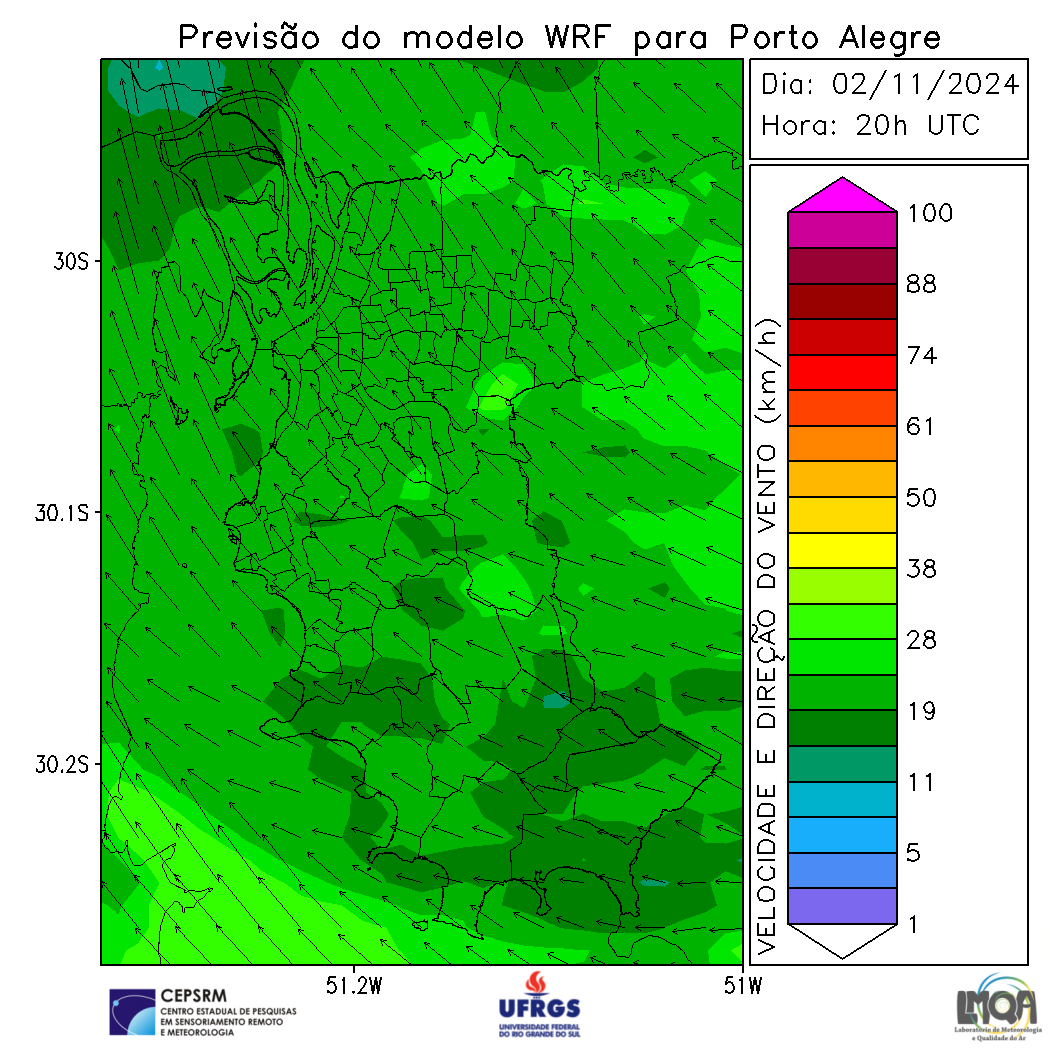 Previsão do modelo WRF para Porto Alegre
Dia: 02/11/2024
Hora: 20h UTC
30S
30.1S
30.2S
51.2W
51W
VELOCIDADE E DIREÇÃO DO VENTO (km/h)
100
88
74
61
50
38
28
19
11
5
1
CEPSRM
CENTRO ESTADUAL DE PESQUISAS
EM SENSORIAMENTO REMOTO
E METEOROLOGIA
UFRGS
UNIVERSIDADE FEDERAL
DO RIO GRANDE DO SUL
LMQA
Laboratório de Meteorologia
e Qualidade do Ar